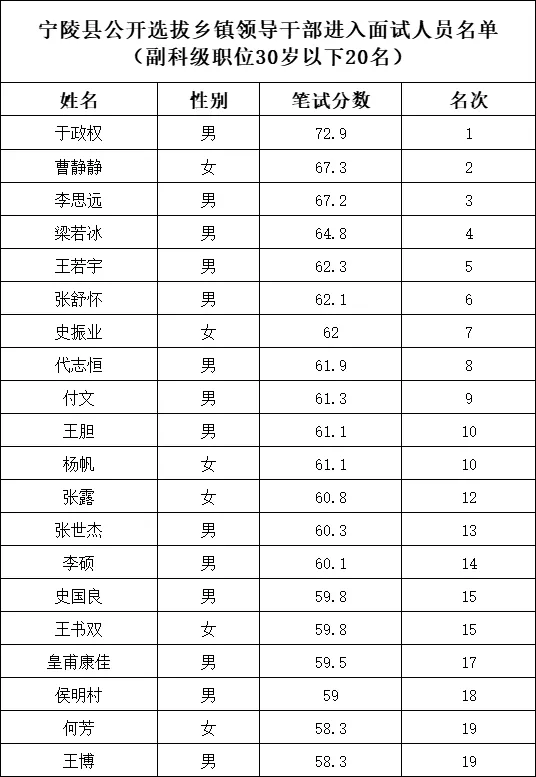 宁陵县公开选拔乡镇领导干部进入面试人员名单
（副科级职位30岁以下20名）
姓名 性别 笔试分数 名次
于政权 男 72.9 1
曹静静 女 67.3 2
李思远 男 67.2 3
梁若冰 男 64.8 4
王若宇 男 62.3 5
张舒怀 男 62.1 6
史振业 女 62 7
代志恒 男 61.9 8
付文 男 61.3 9
王胆 男 61.1 10
杨帆 女 61.1 10
张露 女 60.8 12
张世杰 男 60.3 13
李硕 男 60.1 14
史国良 男 59.8 15
王书双 女 59.8 15
皇甫康佳 男 59.5 17
侯明村 男 59 18
何芳 女 58.3 19
王博 男 58.3 19